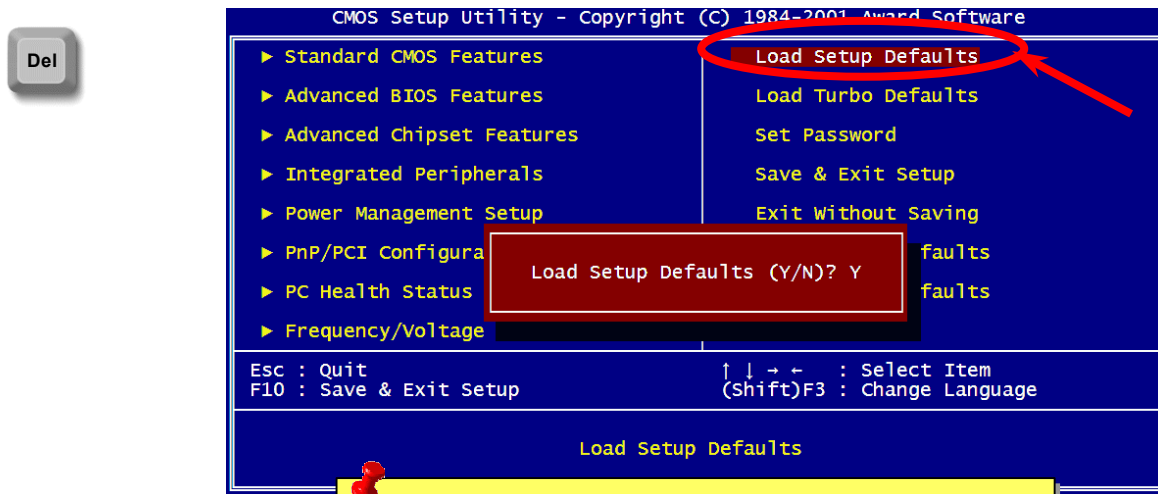 Del
CMOS Setup Utility - Copyright (C) 1984-2001 Award Software
► Standard CMOS Features
► Advanced BIOS Features
► Advanced Chipset Features
► Integrated Peripherals
► Power Management Setup
► PnP/PCI Configura
► PC Health Status
► Frequency/Voltage
Load Setup Defaults
Load Turbo Defaults
Set Password
Save & Exit Setup
Exit Without Saving
faults
faults
Load Setup Defaults (Y/N)? Y
Esc : Quit
F10 : Save & Exit Setup
↑ ↓ → ← : Select Item
(Shift)F3 : Change Language
Load Setup Defaults